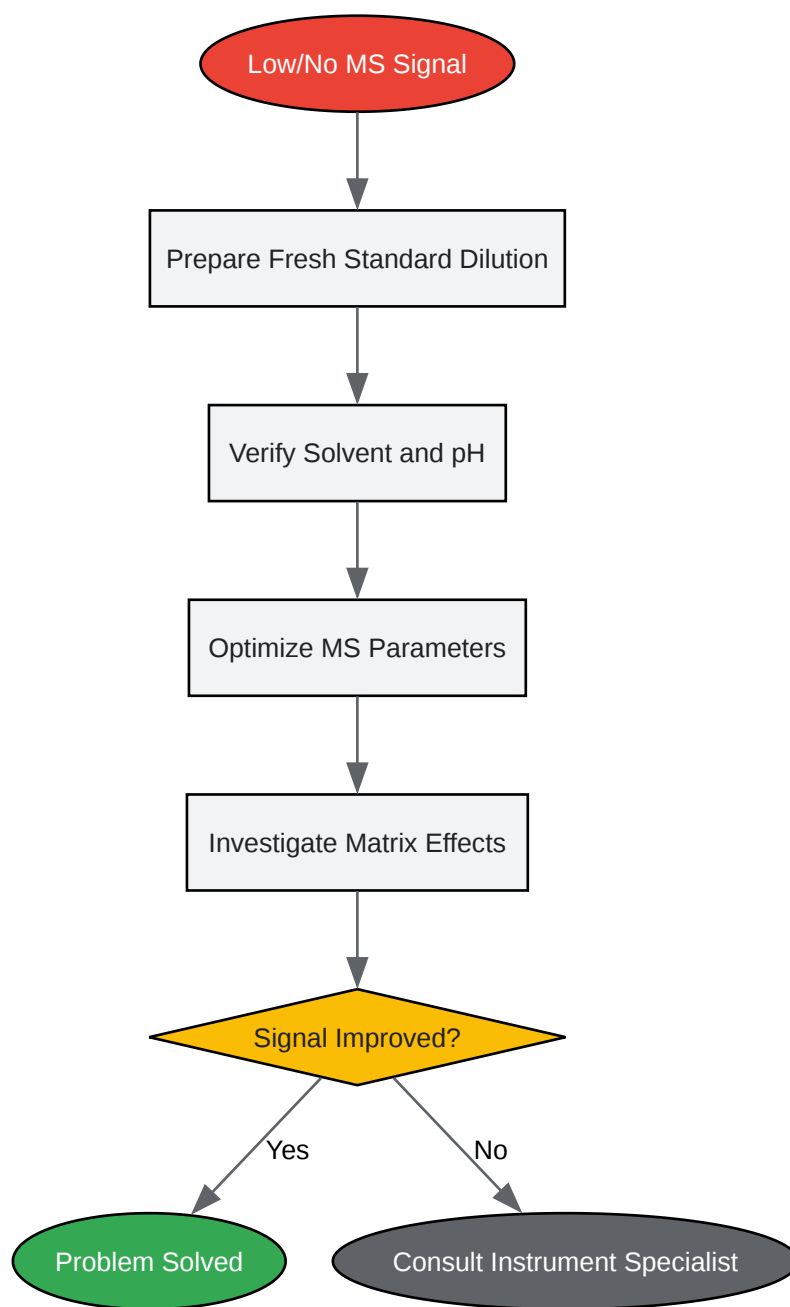 Low/No MS Signal
Prepare Fresh Standard Dilution
Verify Solvent and pH
Optimize MS Parameters
Investigate Matrix Effects
Signal Improved?
Yes
No
Problem Solved
Consult Instrument Specialist